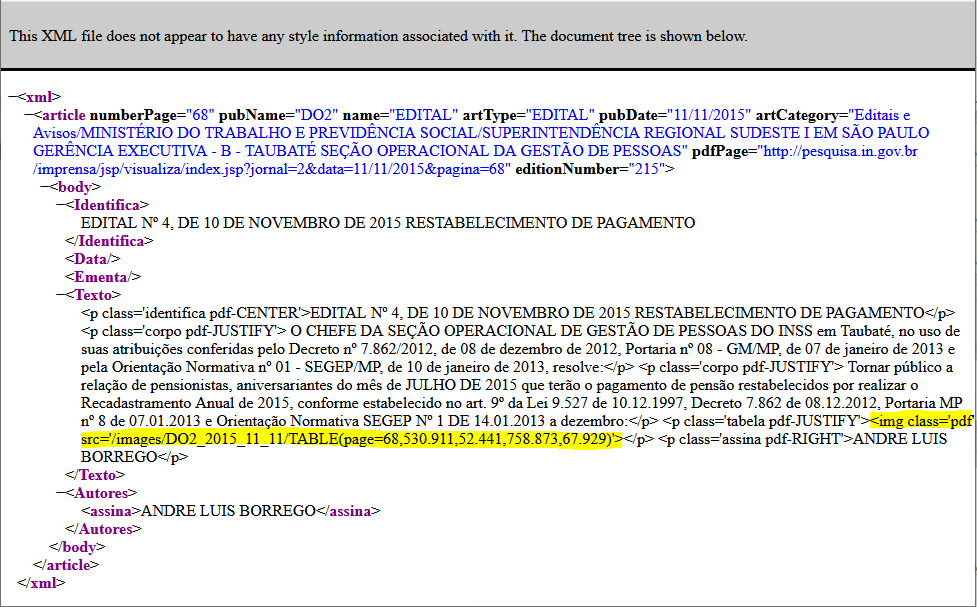 This XML file does not appear to have any style information associated with it. The document tree is shown below.
−<xml>
−<article numberPage="68" pubName="DO2" name="EDITAL" artType="EDITAL" pubDate="11/11/2015" artCategory="Editais e
Avisos/MINISTÉRIO DO TRABALHO E PREVIDÊNCIA SOCIAL/SUPERINTENDÊNCIA REGIONAL SUDESTE I EM SÃO PAULO
GERÊNCIA EXECUTIVA - B - TAUBATÉ SEÇÃO OPERACIONAL DA GESTÃO DE PESSOAS" pdfPage="http://pesquisa.in.gov.br
/imprensa/jsp/visualiza/index.jsp?jornal=2&data=11/11/2015&pagina=68" editionNumber="215">
−<body>
−<Identifica>
EDITAL Nº 4, DE 10 DE NOVEMBRO DE 2015 RESTABELECIMENTO DE PAGAMENTO
</Identifica>
<Data/>
<Ementa/>
−<Texto>
<p class='identifica pdf-CENTER'>EDITAL Nº 4, DE 10 DE NOVEMBRO DE 2015 RESTABELECIMENTO DE PAGAMENTO</p>
<p class='corpo pdf-JUSTIFY'> O CHEFE DA SEÇÃO OPERACIONAL DE GESTÃO DE PESSOAS DO INSS em Taubaté, no uso de
suas atribuições conferidas pelo Decreto nº 7.862/2012, de 08 de dezembro de 2012, Portaria nº 08 - GM/MP, de 07 de janeiro de 2013 e
pela Orientação Normativa nº 01 - SEGEP/MP, de 10 de janeiro de 2013, resolve:</p> <p class='corpo pdf-JUSTIFY'> Tornar público a
relação de pensionistas, aniversariantes do mês de JULHO DE 2015 que terão o pagamento de pensão restabelecidos por realizar o
Recadastramento Anual de 2015, conforme estabelecido no art. 9º da Lei 9.527 de 10.12.1997, Decreto 7.862 de 08.12.2012, Portaria MP
nº 8 de 07.01.2013 e Orientação Normativa SEGEP Nº 1 DE 14.01.2013 a dezembro:</p> <p class='tabela pdf-JUSTIFY'><img class='pdf'
src='/images/DO2_2015_11_11/TABLE(page=68,530.911,52.441,758.873,67.929)'></p> <p class='assina pdf-RIGHT'>ANDRE LUIS
BORREGO</p>
</Texto>
−<Autores>
<assina>ANDRE LUIS BORREGO</assina>
</Autores>
</body>
</article>
</xml>